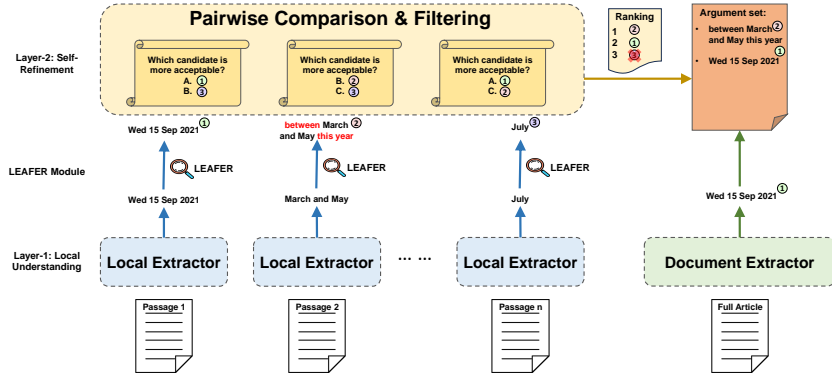 Pairwise Comparison & Filtering
Layer-2: Self-
Refinement
Which candidate is
more acceptable?
A. 1
B. 3
Which candidate is
more acceptable?
B. 2
C. 3
Which candidate is
more acceptable?
A. 1
C. 2
Ranking
1 2
2 1
3 3
Argument set:
• between March 2
and May this year
• Wed 15 Sep 2021 1
Wed 15 Sep 2021 1
between March 2
and May this year
July 3
LEAFER Module
LEAFER
LEAFER
LEAFER
Wed 15 Sep 2021 1
Wed 15 Sep 2021
March and May
July
Layer-1: Local
Understanding
Local Extractor
Local Extractor
... ...
Local Extractor
Document Extractor
Passage 1
Passage 2
Passage n
Full Article